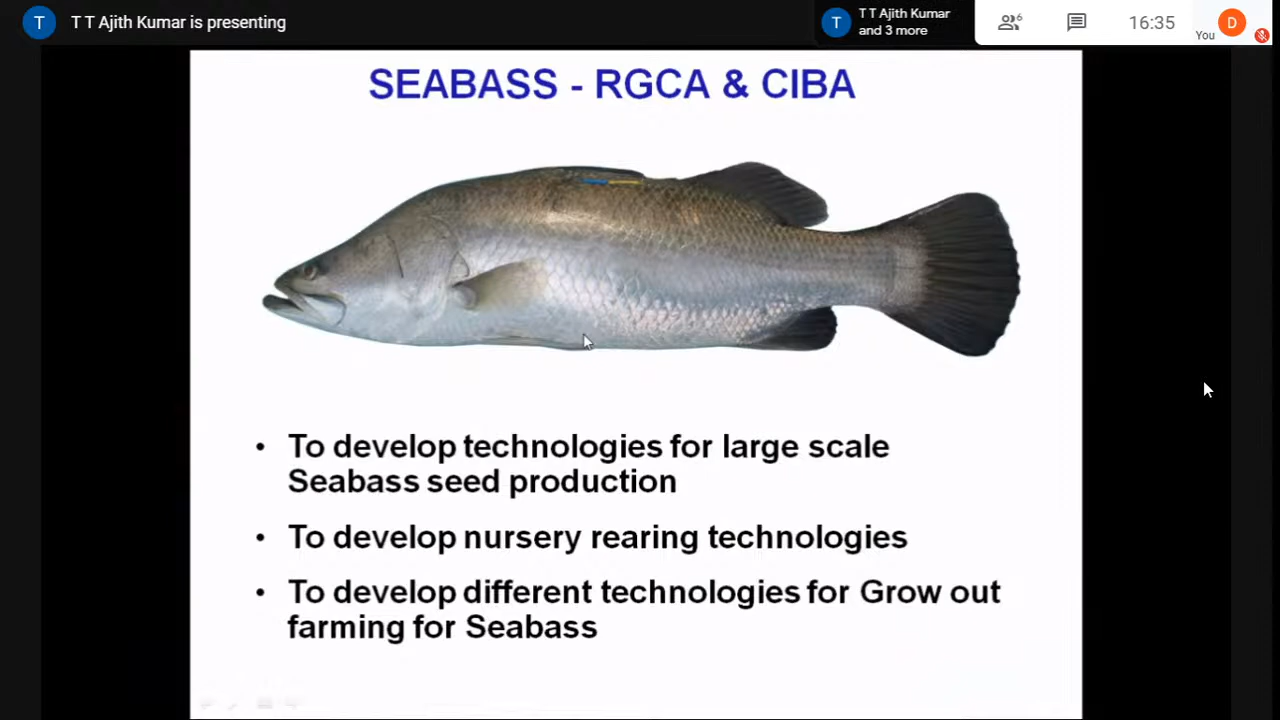 T
T T Ajith Kumar is presenting
T
T T Ajith Kumar
and 3 more
6
16:35
You
D
SEABASS - RGCA & CIBA
• To develop technologies for large scale
Seabass seed production
• To develop nursery rearing technologies
• To develop different technologies for Grow out
farming for Seabass